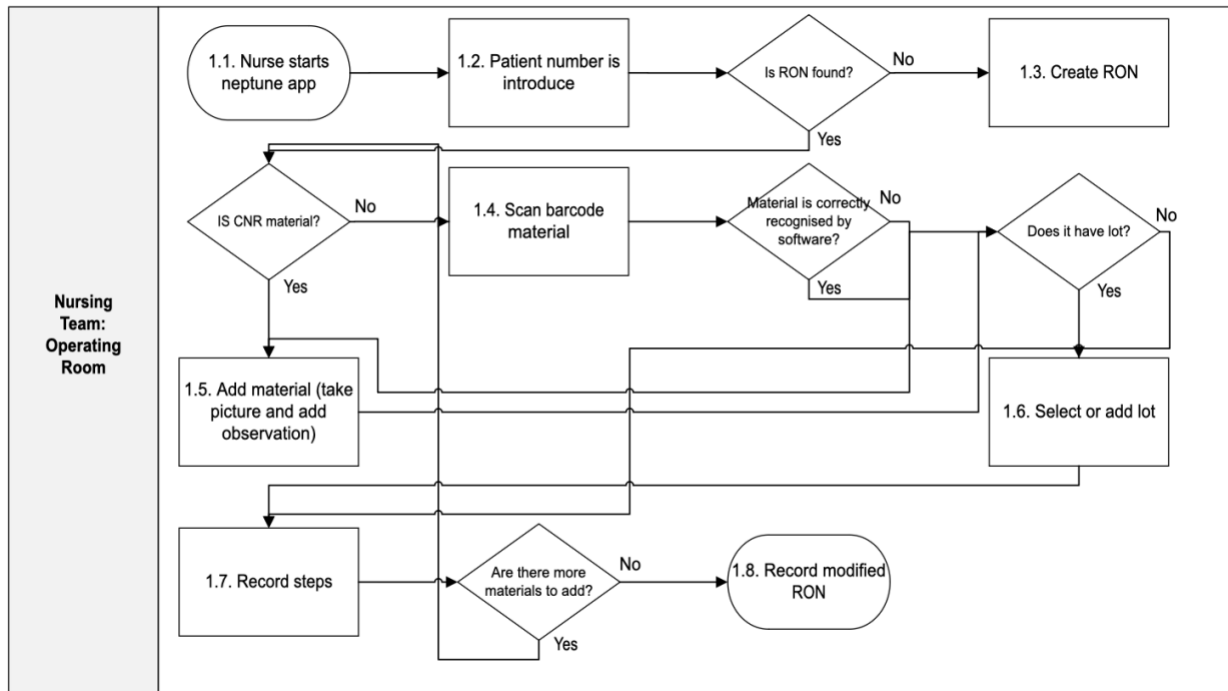 1.1. Nurse starts
neptune app
1.2. Patient number is
introduce
Is RON found?
No
1.3. Create RON
Yes
IS CNR material?
No
1.4. Scan barcode
material
Material is correctly
recognised by
software?
No
Does it have lot?
No
Yes
Yes
Yes
Nursing
Team:
Operating
Room
1.5. Add material (take
picture and add
observation)
1.6. Select or add lot
1.7. Record steps
Are there more
materials to add?
No
1.8. Record modified
RON
Yes